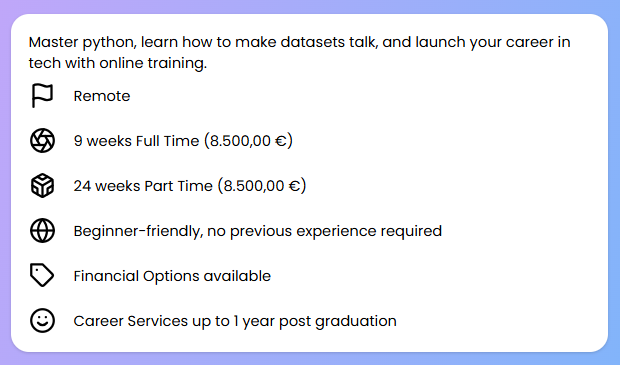 Master python, learn how to make datasets talk, and launch your career in
tech with online training.
Remote
9 weeks Full Time (8.500,00 €)
24 weeks Part Time (8.500,00 €)
Beginner-friendly, no previous experience required
Financial Options available
Career Services up to 1 year post graduation